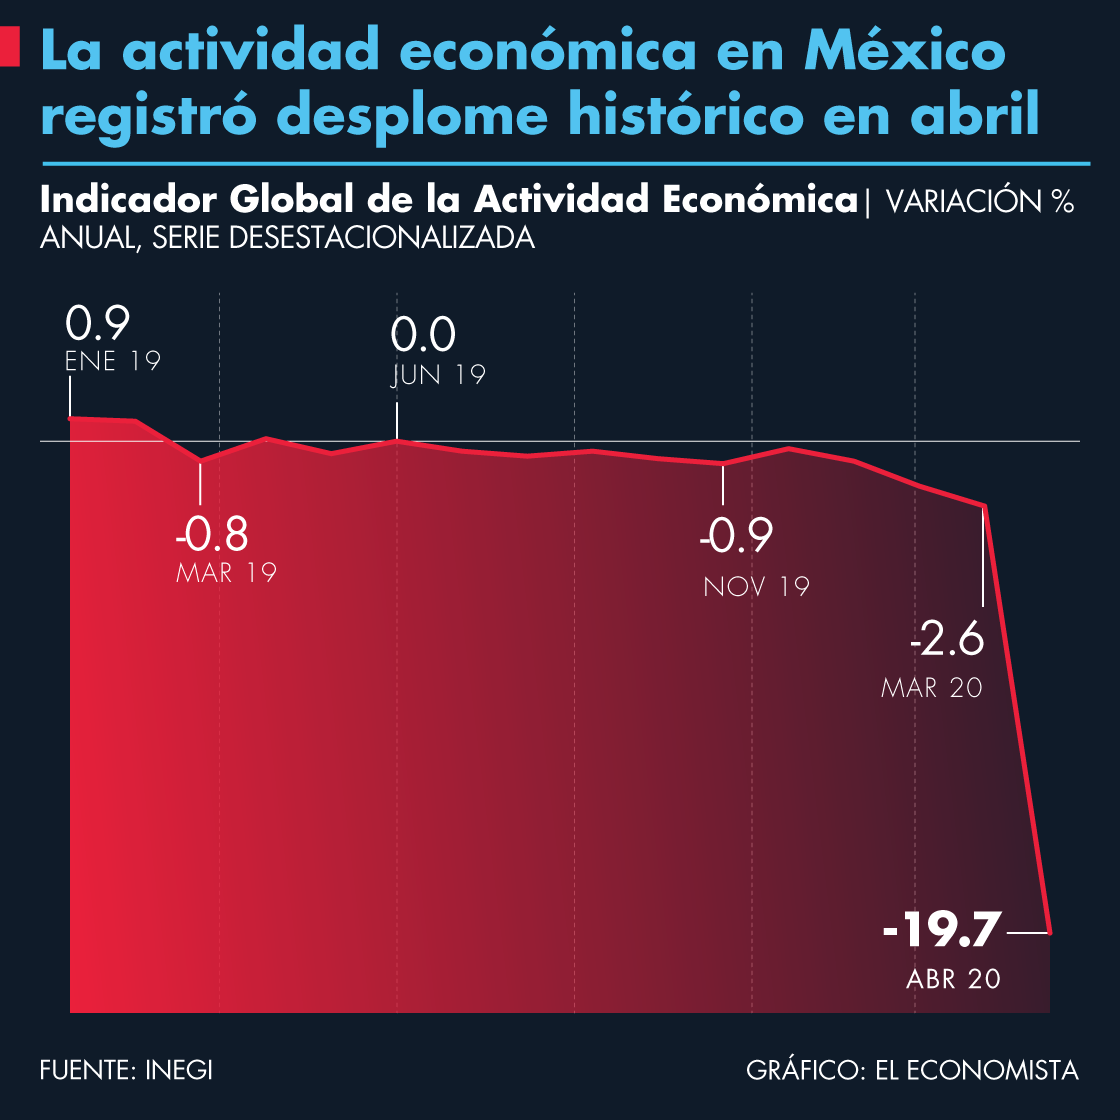 La actividad económica en México
registró desplome histórico en abril
Indicador Global de la Actividad Económica| VARIACIÓN %
ANUAL, SERIE DESESTACIONALIZADA
0.9
ENE 19
0.0
JUN 19
-0.8
MAR 19
-0.9
NOV 19
-2.6
MAR 20
-19.7
ABR 20
FUENTE: INEGI
GRÁFICO: EL ECONOMISTA